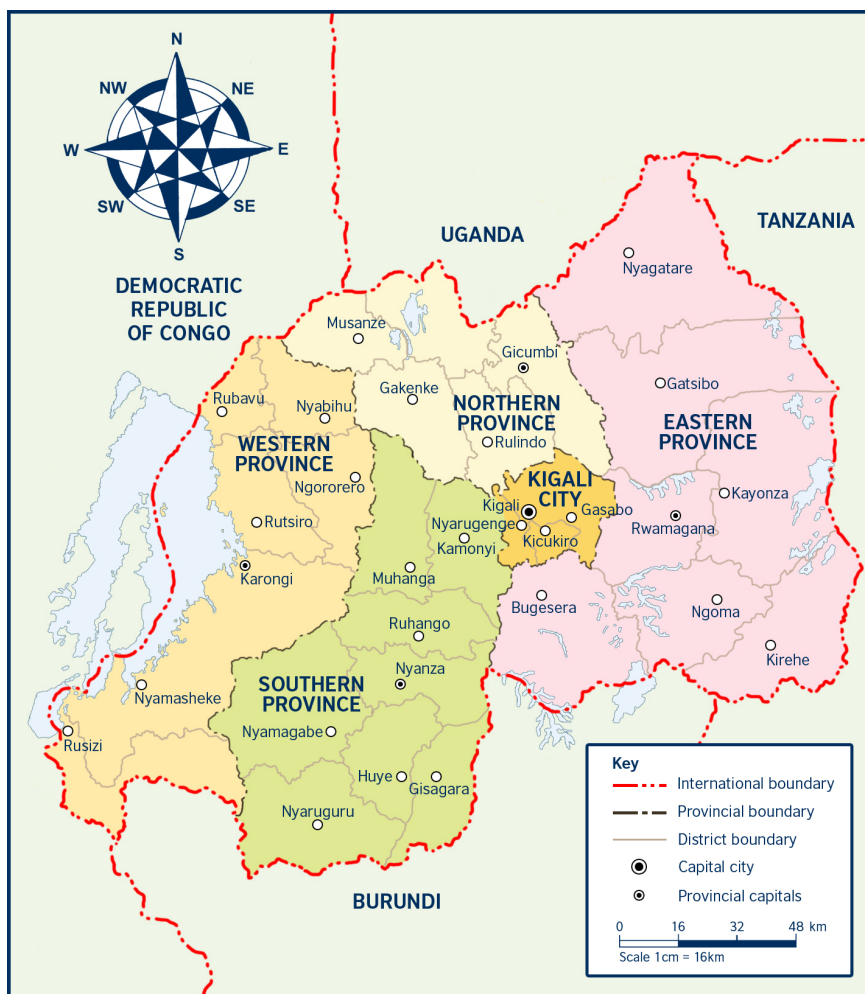 N
NW
NE
W
E
SW
SE
S
UGANDA
TANZANIA
DEMOCRATIC
REPUBLIC
OF CONGO
Nyagatare
Musanze
Gicumbi
Gatsibo
Gakenke
Rubavu
Nyabihu
NORTHERN
PROVINCE
EASTERN
PROVINCE
WESTERN
PROVINCE
Rulindo
Ngororero
KIGALI
CITY
Kayonza
Kigali
Gasabo
Rutsiro
Nyarugenge
Rwamagana
Kicukiro
Kamonyi
Karongi
Muhanga
Bugesera
Ngoma
Ruhango
Kirehe
Nyanza
SOUTHERN
PROVINCE
Nyamasheke
Nyamagabe
Rusizi
Huye
Gisagara
Nyaruguru
BURUNDI
Key
International boundary
Provincial boundary
District boundary
Capital city
Provincial capitals
0 16 32 48 km
Scale 1cm = 16km